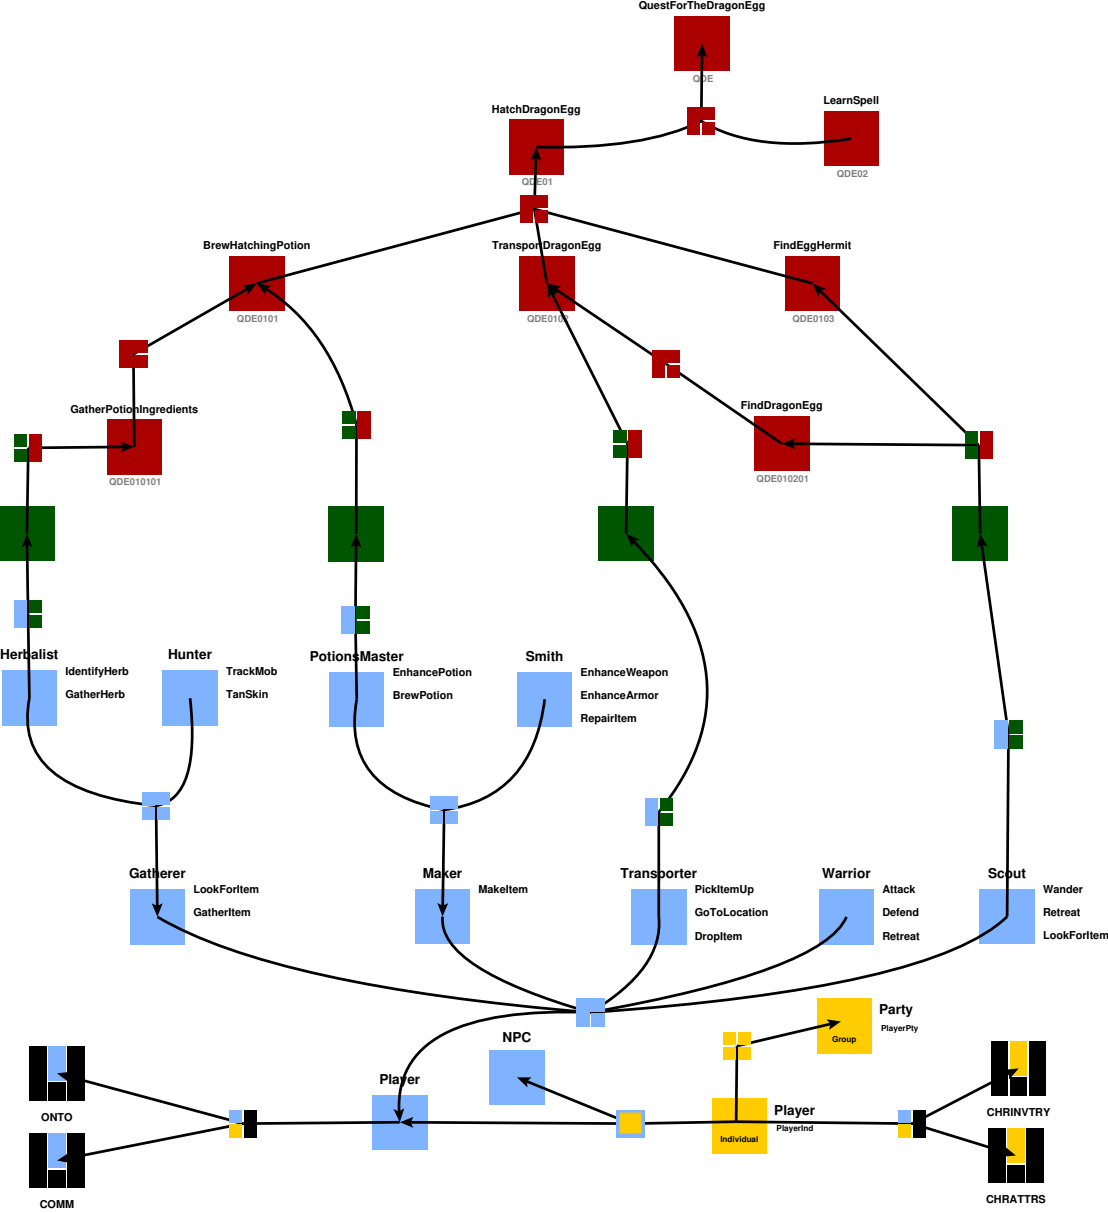 QuestForTheDragonEgg
QDE
LearnSpell
HatchDragonEgg
QDE01
QDE02
BrewHatchingPotion
TransportDragonEgg
FindEggHermit
QDE0101
QDE0102
QDE0103
GatherPotionIngredients
FindDragonEgg
QDE010101
QDE010201
Herbalist
IdentifyHerb
GatherHerb
Hunter
TrackMob
TanSkin
PotionsMaster
EnhancePotion
BrewPotion
Smith
EnhanceWeapon
EnhanceArmor
RepairItem
Gatherer
LookForItem
GatherItem
Maker
MakeItem
Transporter
PickItemUp
GoToLocation
DropItem
Warrior
Attack
Defend
Retreat
Scout
Wander
Retreat
LookForItem
Party
PlayerPty
Group
NPC
Player
Player
PlayerInd
Individual
ONTO
COMM
CHRINVTRY
CHRATTRS